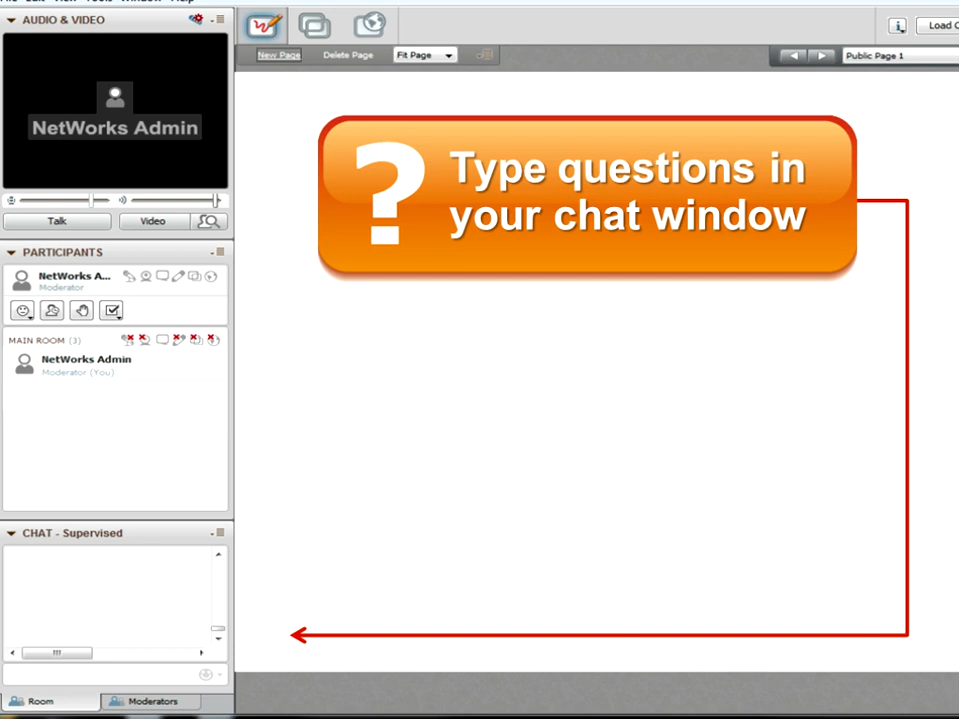 AUDIO & VIDEO
NetWorks Admin
Talk
Video
PARTICIPANTS
NetWorks A...
Moderator
MAIN ROOM (3)
NetWorks Admin
Moderator (You)
CHAT - Supervised
Room
Moderators
Load
New Page
Delete Page
Fit Page
Public Page 1
?
Type questions in
your chat window